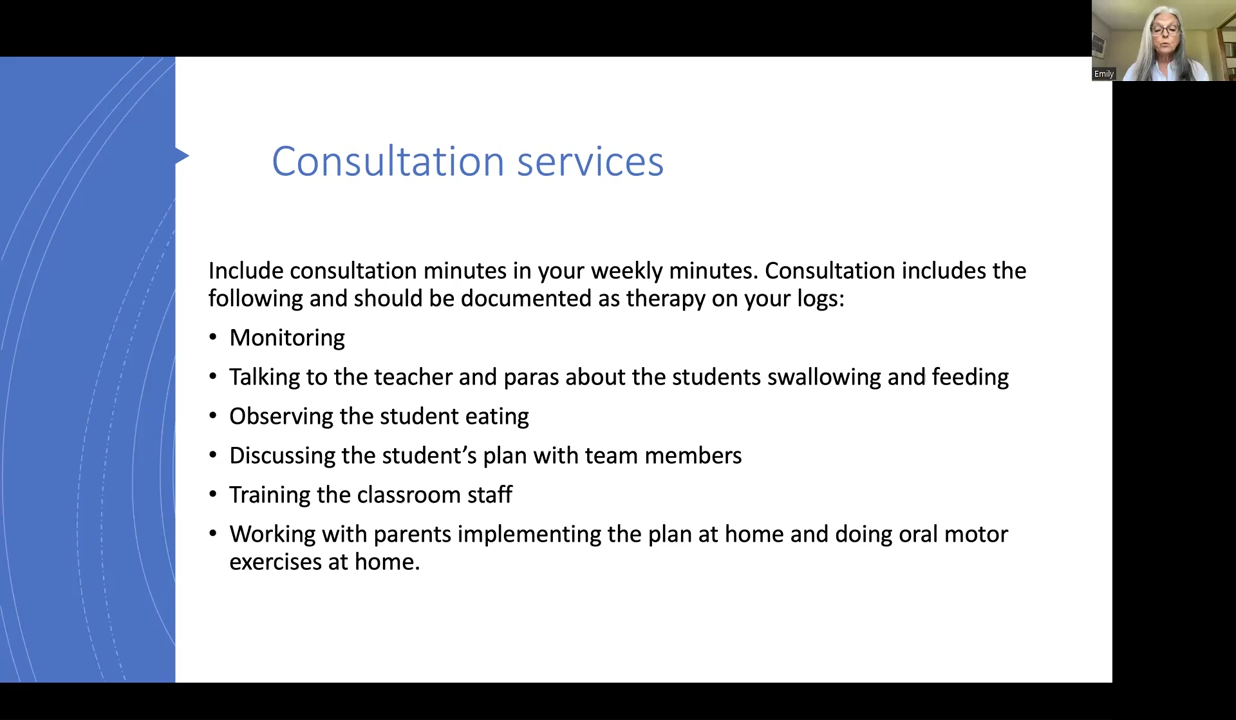 Emily
Consultation services
Include consultation minutes in your weekly minutes. Consultation includes the
following and should be documented as therapy on your logs:
• Monitoring
• Talking to the teacher and paras about the students swallowing and feeding
• Observing the student eating
• Discussing the student’s plan with team members
• Training the classroom staff
• Working with parents implementing the plan at home and doing oral motor
exercises at home.